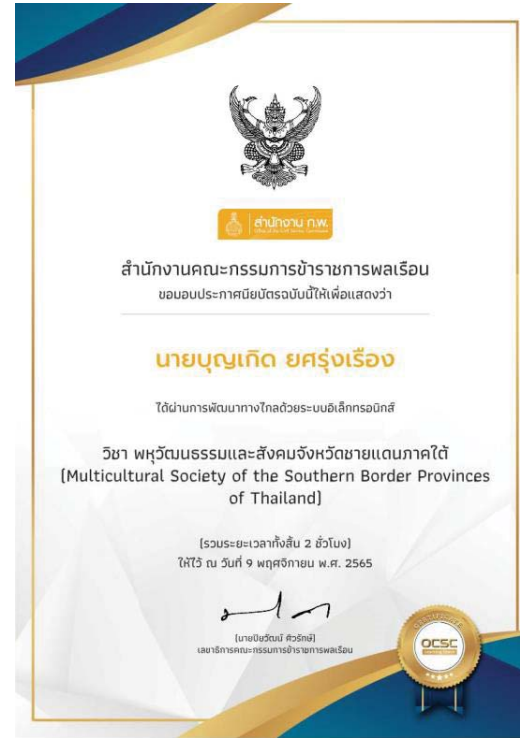 สำนักงาน ก.พ.
สำนักงานคณะกรรมการข้าราชการพลเรือน
ขอมอบประกาศนียบัตรฉบับนี้ให้เพื่อแสดงว่า
นายบุญเกิด ยศรุ่งเรือง
ได้ผ่านการพัฒนาทางไกลด้วยระบบอิเล็กทรอนิกส์
วิชา พหุวัฒนธรรมและสังคมจังหวัดชายแดนภาคใต้
(Multicultural Society of the Southern Border Provinces
of Thailand)
(รวมระยะเวลาทั้งสิ้น 2 ชั่วโมง)
ให้ไว้ ณ วันที่ 9 พฤศจิกายน พ.ศ. 2565
(นายปิยวัฒน์ ศิวรักษ์)
เลขาธิการคณะกรรมการข้าราชการพลเรือน
OCSC